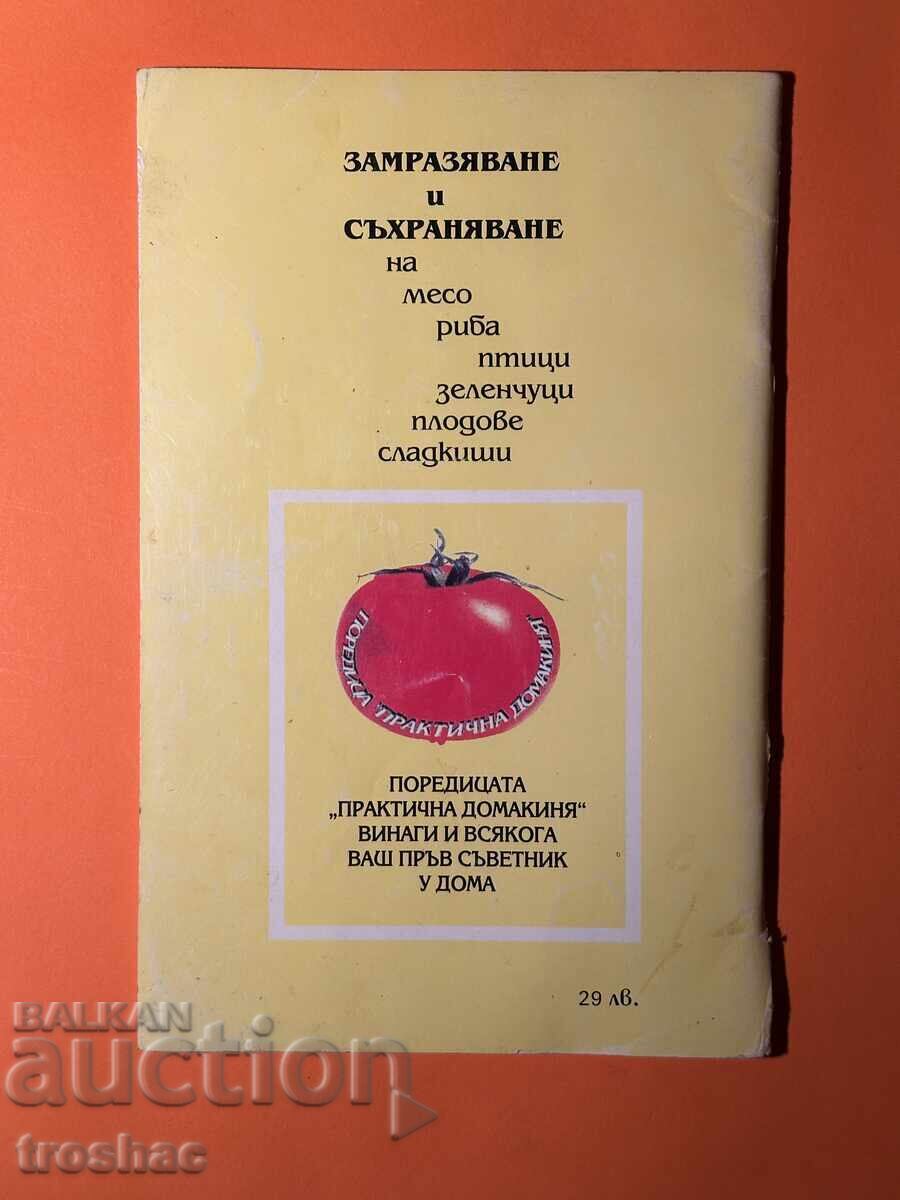 ЗАМРАЗЯВАНЕ
и
СЪХРАНЯВАНЕ
на
месо
риба
птици
зеленчуци
плодове
сладкиши
ПОРЕДИЦА "ПРАКТИЧНА ДОМАКИНЯ"
ПОРЕДИЦАТА
„ПРАКТИЧНА ДОМАКИНЯ“
ВИНАГИ И ВСЯКОГА
ВАШ ПРЪВ СЪВЕТНИК
У ДОМА
29 лв.
BALKAN
auction
troshac